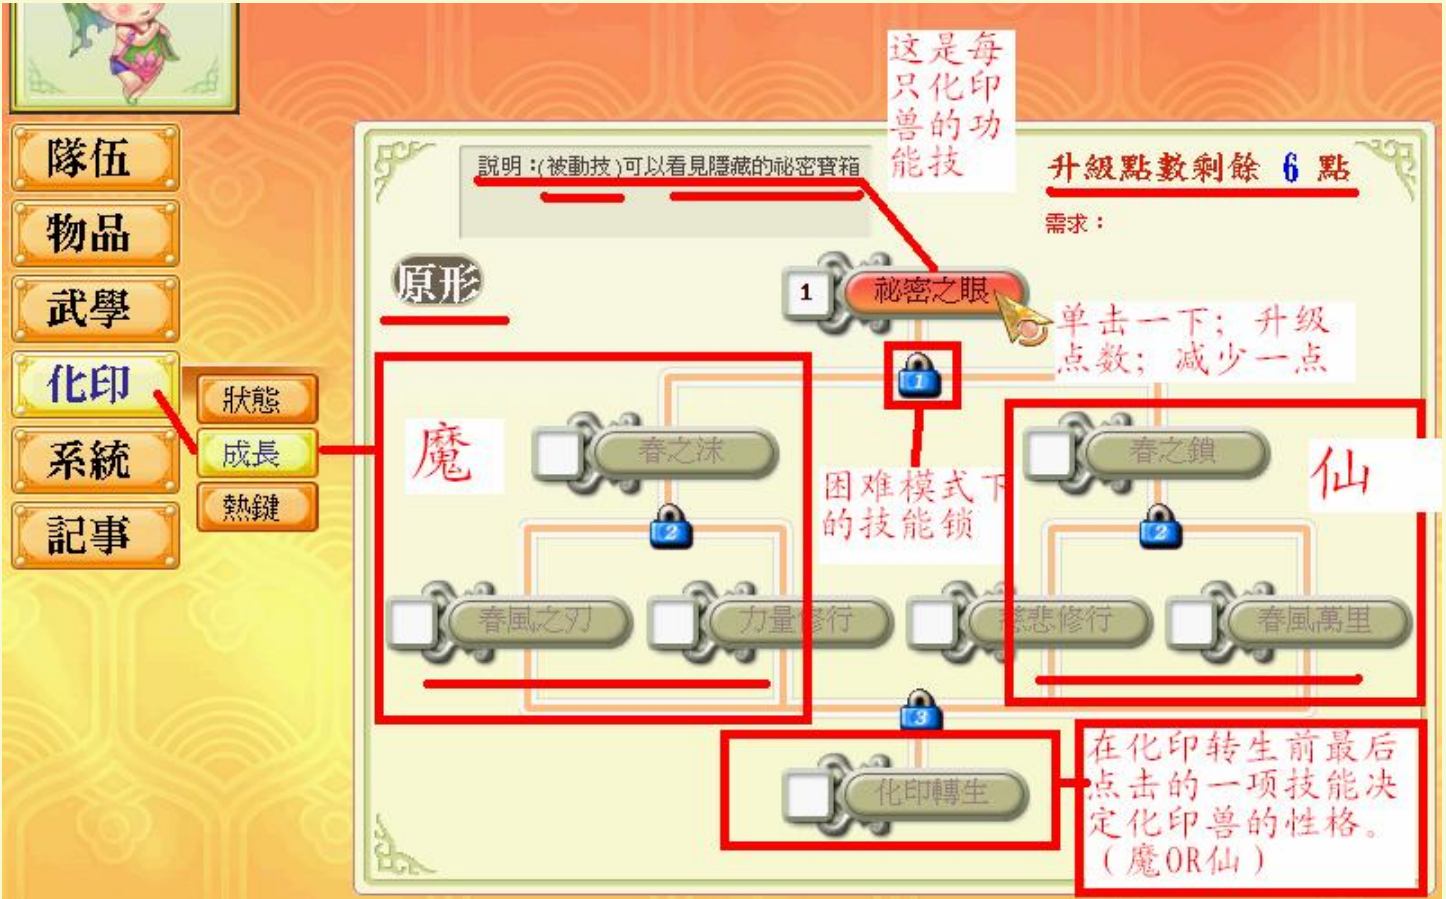 这是每
只化印
兽的功
能技
隊伍
物品
武學
化印
系統
記事
狀態
成長
熱鍵
說明：(被動技)可以看見隱藏的祕密寶箱
升級點數剩餘 6 點
需求：
原形
1
祕密之眼
单击一下；升级
点数；减少一点
1
魔
春之沫
春之鎖
仙
困难模式下
的技能锁
2
2
春風之刃
力量修行
慈悲修行
春風萬里
3
化印轉生
在化印转生前最后
点击的一项技能决
定化印兽的性格。
（魔OR仙）